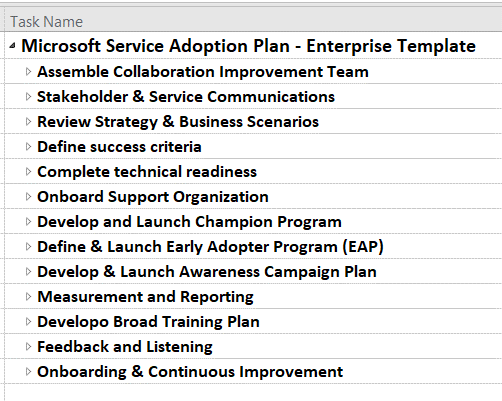 Task Name
Microsoft Service Adoption Plan - Enterprise Template
Assemble Collaboration Improvement Team
Stakeholder & Service Communications
Review Strategy & Business Scenarios
Define success criteria
Complete technical readiness
Onboard Support Organization
Develop and Launch Champion Program
Define & Launch Early Adopter Program (EAP)
Develop & Launch Awareness Campaign Plan
Measurement and Reporting
Developo Broad Training Plan
Feedback and Listening
Onboarding & Continuous Improvement